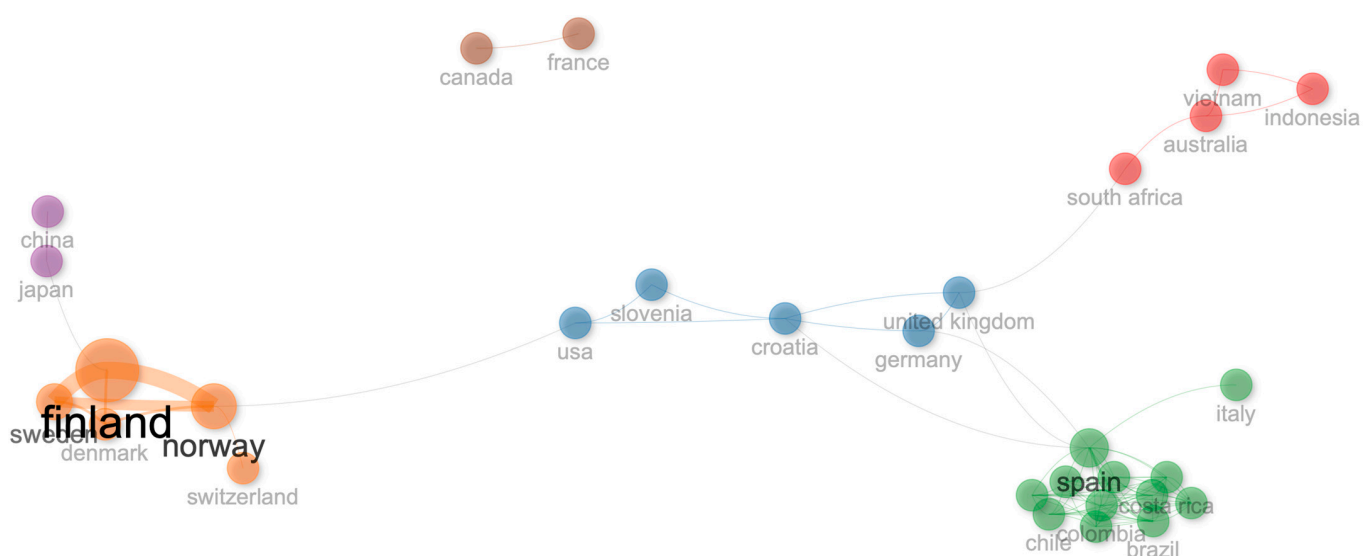 canada
france
vietnam
indonesia
australia
south africa
china
japan
slovenia
united kingdom
usa
croatia
germany
italy
finland
sweden
norway
denmark
switzerland
spain
costa rica
colombia
chile
brazil